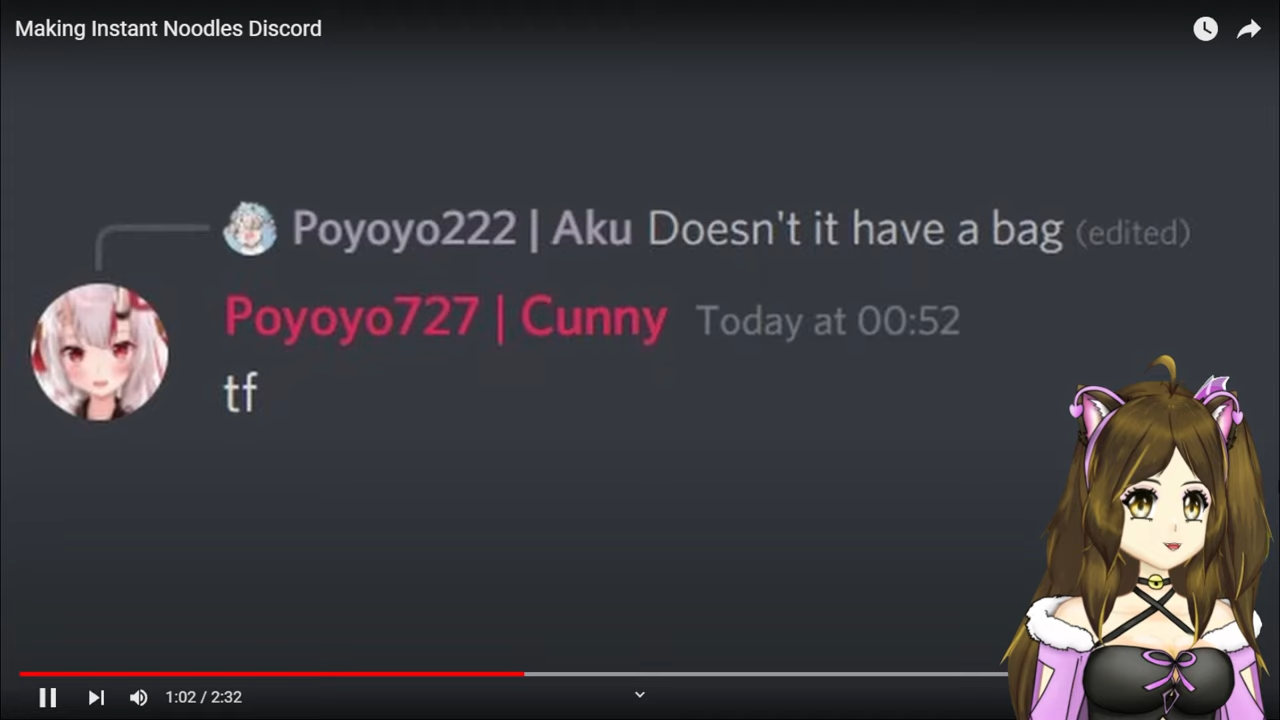 Making Instant Noodles Discord
Poyoyo222 | Aku Doesn't it have a bag (edited)
Poyoyo727 | Cunny Today at 00:52
tf
1:02 / 2:32